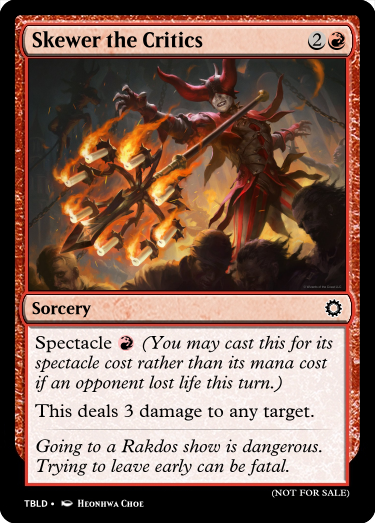 Skewer the Critics 2
Sorcery
Spectacle (You may cast this for its
spectacle cost rather than its mana cost
if an opponent lost life this turn.)
This deals 3 damage to any target.
Going to a Rakdos show is dangerous.
Trying to leave early can be fatal.
TBLD • Heonhwa Choe
(NOT FOR SALE)